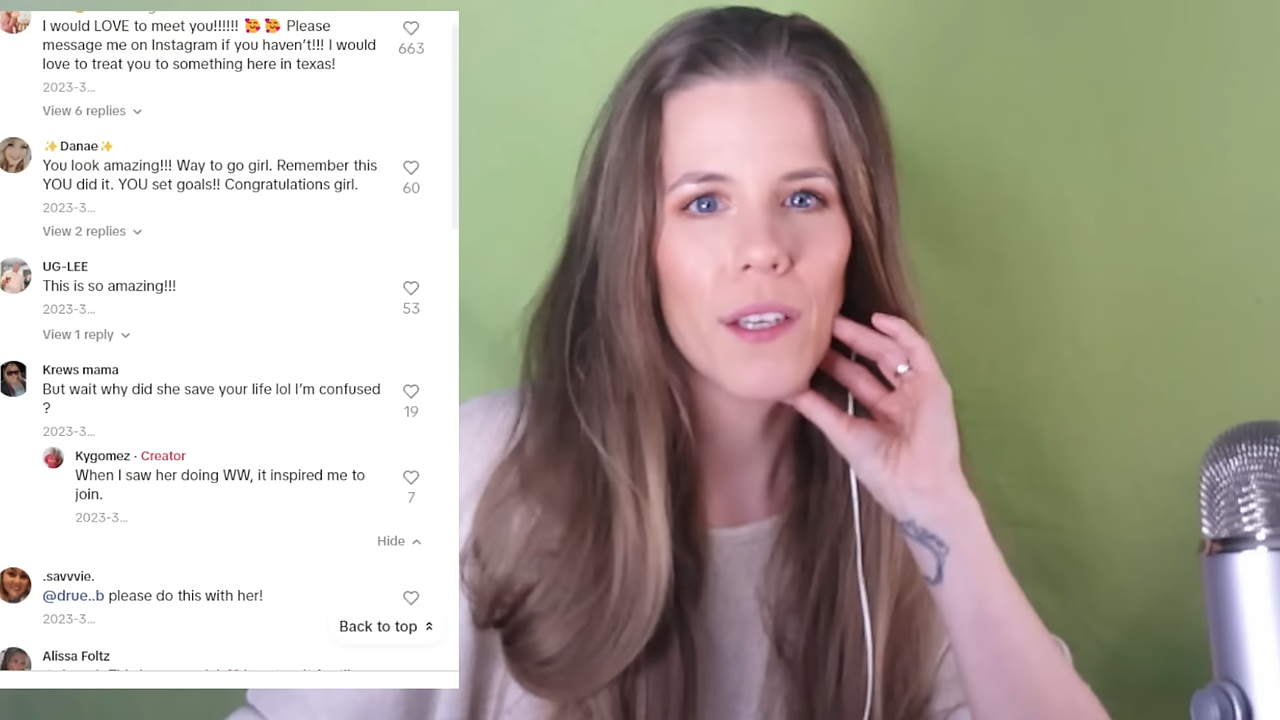 I would LOVE to meet you!!!!!! 🥰 🥰 Please
message me on Instagram if you haven't!!! I would
love to treat you to something here in texas!
663
2023-3...
View 6 replies
✨Danae✨
You look amazing!!! Way to go girl. Remember this
YOU did it. YOU set goals!! Congratulations girl.
60
2023-3...
View 2 replies
UG-LEE
This is so amazing!!!
53
2023-3...
View 1 reply
Krews mama
But wait why did she save your life lol I'm confused
?
19
2023-3...
Kygomez · Creator
When I saw her doing WW, it inspired me to
join.
7
2023-3...
Hide
.savvvie.
@drue..b please do this with her!
2023-3...
Back to top
Alissa Foltz